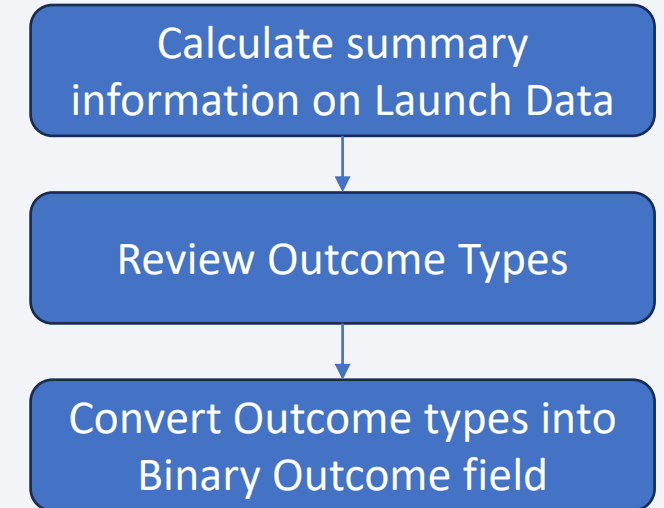 Calculate summary
information on Launch Data
Review Outcome Types
Convert Outcome types into
Binary Outcome field